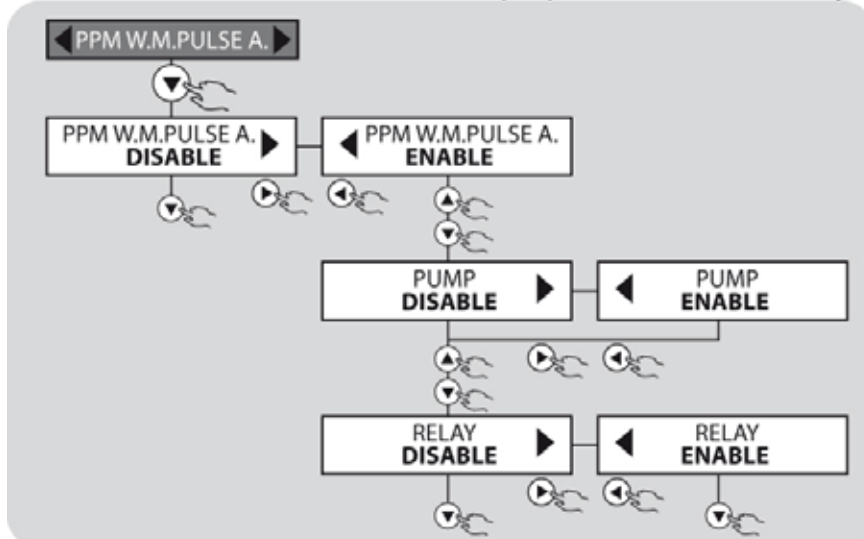 PPM W.M.PULSE A.
PPM W.M.PULSE A.
DISABLE
PPM W.M.PULSE A.
ENABLE
PUMP
DISABLE
PUMP
ENABLE
RELAY
DISABLE
RELAY
ENABLE